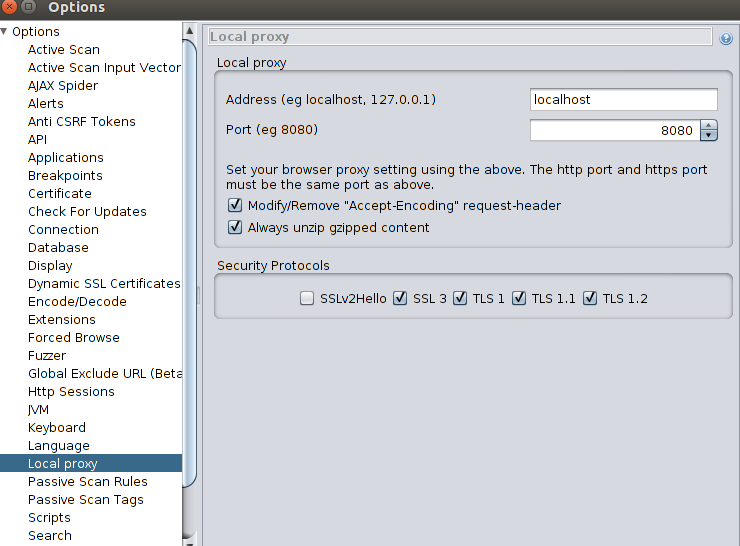 Options
Options
Active Scan
Active Scan Input Vector
AJAX Spider
Alerts
Anti CSRF Tokens
API
Applications
Breakpoints
Certificate
Check For Updates
Connection
Database
Display
Dynamic SSL Certificates
Encode/Decode
Extensions
Forced Browse
Fuzzer
Global Exclude URL (Beta
Http Sessions
JVM
Keyboard
Language
Local proxy
Passive Scan Rules
Passive Scan Tags
Scripts
Search
Local proxy
Local proxy
Address (eg localhost, 127.0.0.1)
localhost
Port (eg 8080)
8080
Set your browser proxy setting using the above. The http port and https port
must be the same port as above.
Modify/Remove "Accept-Encoding" request-header
Always unzip gzipped content
Security Protocols
SSLv2Hello SSL 3 TLS 1 TLS 1.1 TLS 1.2